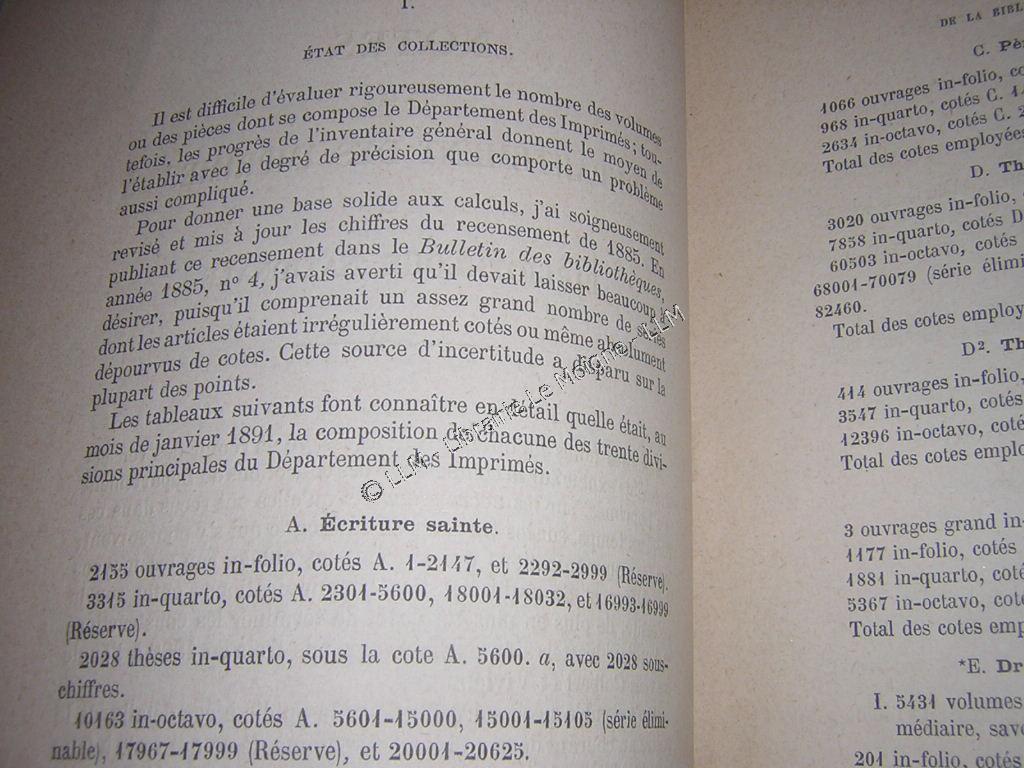 I.
ÉTAT DES COLLECTIONS.
Il est difficile d'évaluer rigoureusement le nombre des volumes
ou des pièces dont se compose le Département des Imprimés; tou-
tefois, les progrès de l'inventaire général donnent le moyen de
l'établir avec le degré de précision que comporte un problème
aussi compliqué.
Pour donner une base solide aux calculs, j'ai soigneusement
revisé et mis à jour les chiffres du recensement de 1885. En
publiant ce recensement dans le Bulletin des bibliothèques,
année 1885, n° 4, j'avais averti qu'il devait laisser beaucoup à
désirer, puisqu'il comprenait un assez grand nombre de séries
dont les articles étaient irrégulièrement cotés ou même absolument
dépourvus de cotes. Cette source d'incertitude a disparu sur la
plupart des points.
Les tableaux suivants font connaître en détail quelle était, au
mois de janvier 1891, la composition de chacune des trente divi-
sions principales du Département des Imprimés.
A. Écriture sainte.
2155 ouvrages in-folio, cotés A. 1-2147, et 2292-2999 (Réserve).
3315 in-quarto, cotés A. 2301-5600, 18001-18032, et 16993-16999
(Réserve).
2028 thèses in-quarto, sous la cote A. 5600. a, avec 2028 sous-
chiffres.
10163 in-octavo, cotés A. 5601-15000, 15001-15105 (série élimi-
nable), 17967-17999 (Réserve), et 20001-20625.
© LLM - Librairie Le Moigne - LLM
DE LA BIBL
C. Pè
1066 ouvrages in-folio, co
968 in-quarto, cotés C. 1
2634 in-octavo, cotés C. 2
Total des cotes employées
D. Th
3020 ouvrages in-folio,
7858 in-quarto, cotés D
60503 in-octavo, cotés
68001-70079 (série élimi
82460.
Total des cotes employ
D². Th
414 ouvrages in-folio,
3547 in-quarto, cotés
12396 in-octavo, coté
Total des cotes emplo
3 ouvrages grand in-
1177 in-folio, cotés
1881 in-quarto, coté
5367 in-octavo, coté
Total des cotes emp
*E. Dr
I. 5431 volumes
médiaire, savo
201 in-folio, cotés